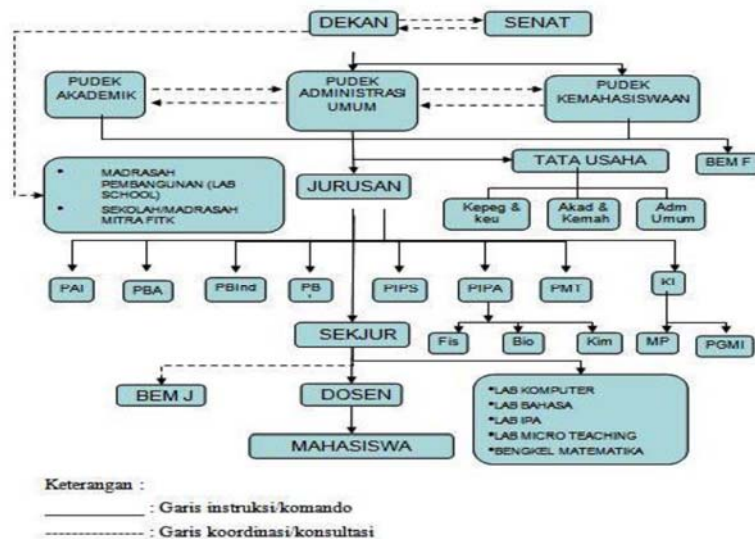 DEKAN
SENAT
PUDEK
AKADEMIK
PUDEK
ADMINISTRASI
UMUM
PUDEK
KEMAHASISWAAN
• MADRASAH
PEMBANGUNAN (LAB
SCHOOL)
• SEKOLAH/MADRASAH
MITRA FITK
JURUSAN
TATA USAHA
BEM F
Kepeg &
keu
Akad &
Kemah
Adm
Umum
PAI
PBA
PBInd
PB
PIPS
PIPA
PMT
KI
SEKJUR
Fis
Bio
Kim
MP
PGMI
BEM J
DOSEN
MAHASISWA
•LAB KOMPUTER
•LAB BAHASA
•LAB IPA
•LAB MICRO TEACHING
•BENGKEL MATEMATIKA
Keterangan :
: Garis instruksi/komando
: Garis koordinasi/konsultasi